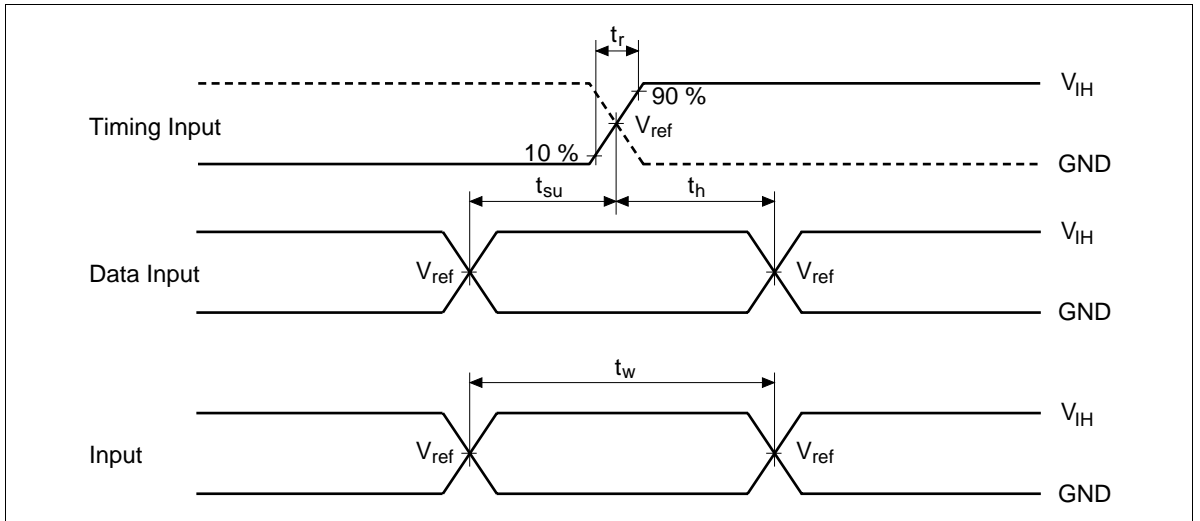 tr
VIH
90 %
Timing Input
Vref
10 %
GND
tsu
th
VIH
Data Input
Vref
Vref
GND
tw
VIH
Input
Vref
Vref
GND